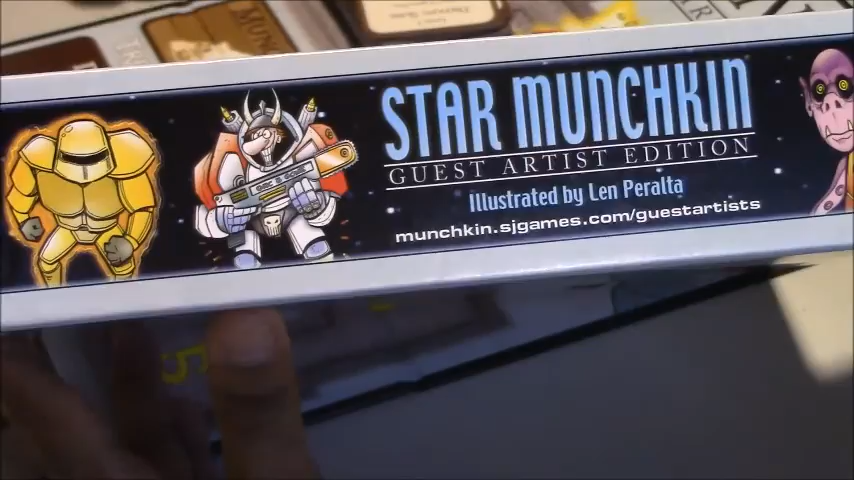 STAR MUNCHKIN
GUEST ARTIST EDITION
Illustrated by Len Peralta
munchkin.sjgames.com/guestartists